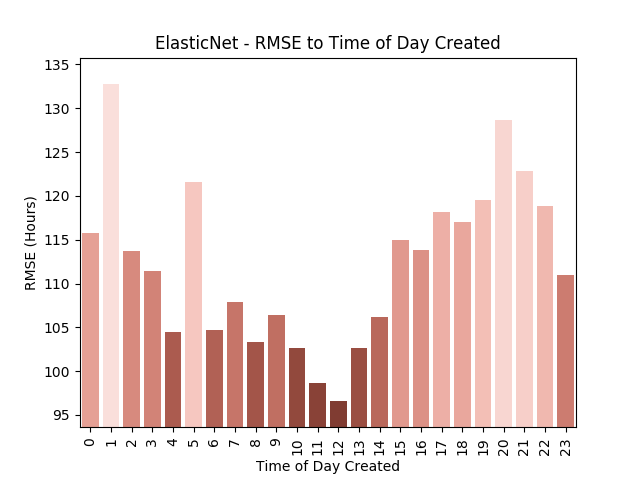 ElasticNet - RMSE to Time of Day Created
135
130
125
120
115
110
105
100
95
RMSE (Hours)
0 1 2 3 4 5 6 7 8 9 10 11 12 13 14 15 16 17 18 19 20 21 22 23
Time of Day Created